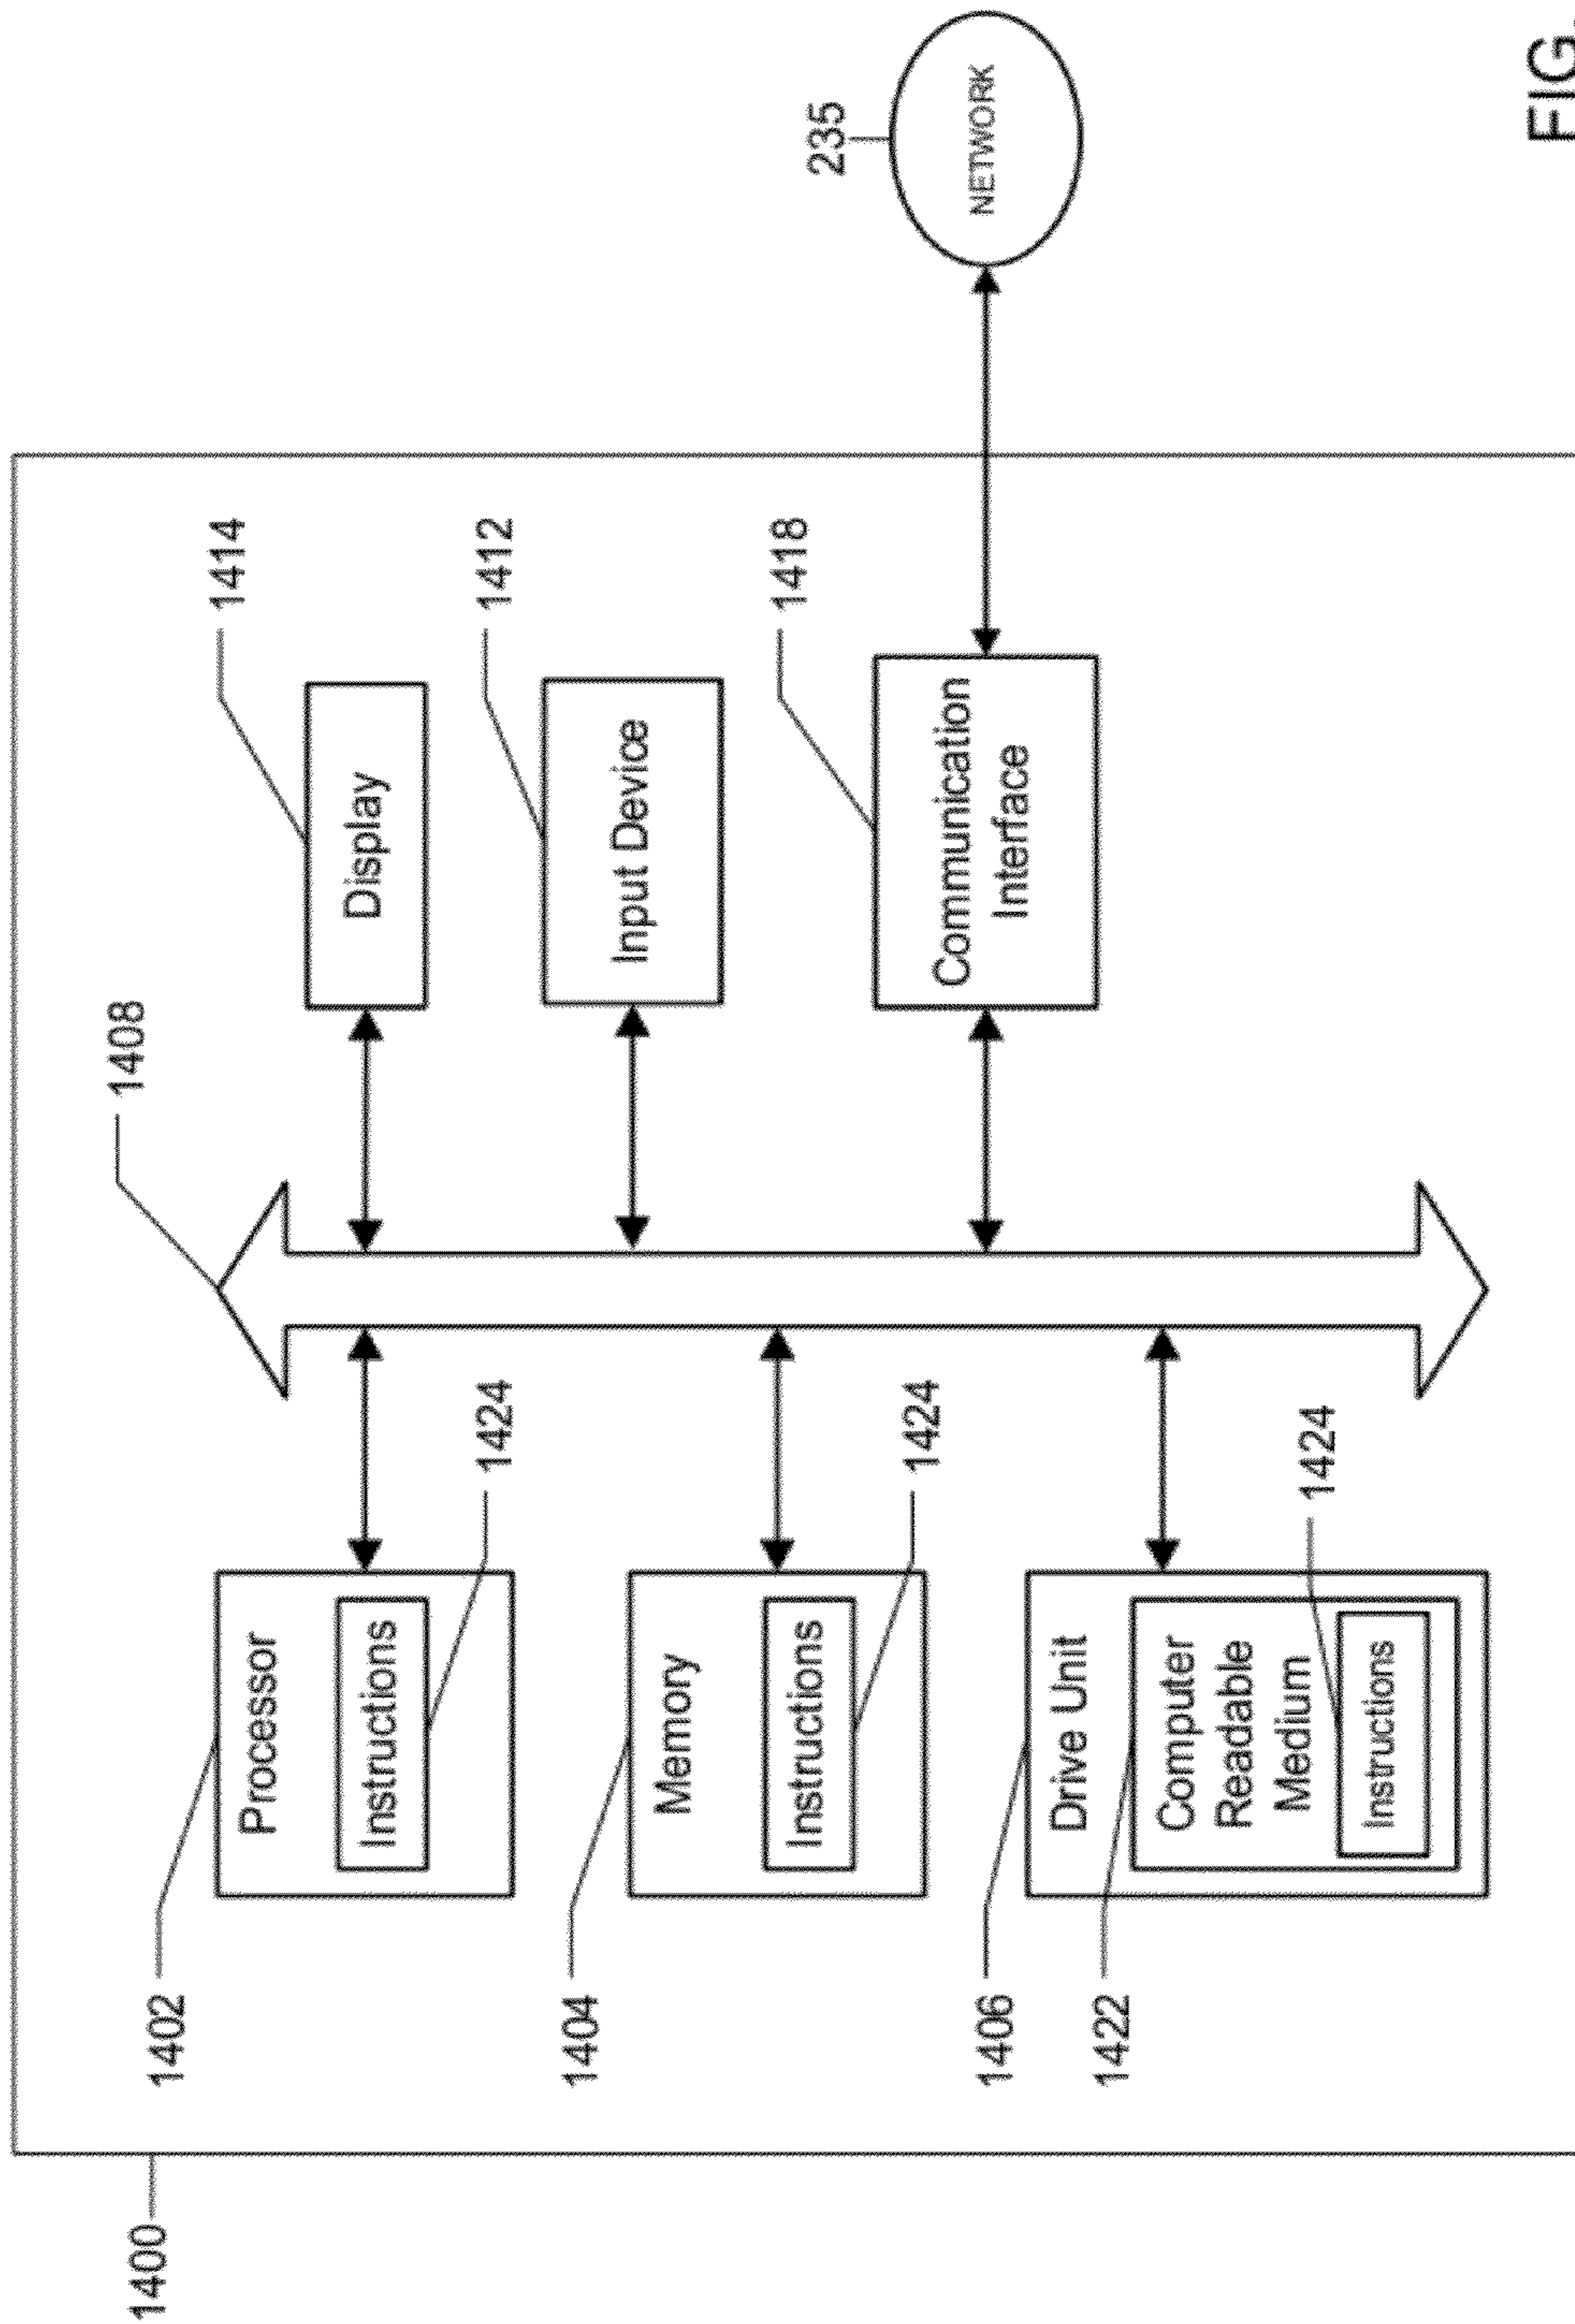 1400
1408
1402
Processor
Instructions
1424
1414
Display
1412
Input Device
1404
Memory
Instructions
1424
1418
Communication
Interface
235
NETWORK
1406
Drive Unit
1422
Computer
Readable
Medium
Instructions
1424
FIG.